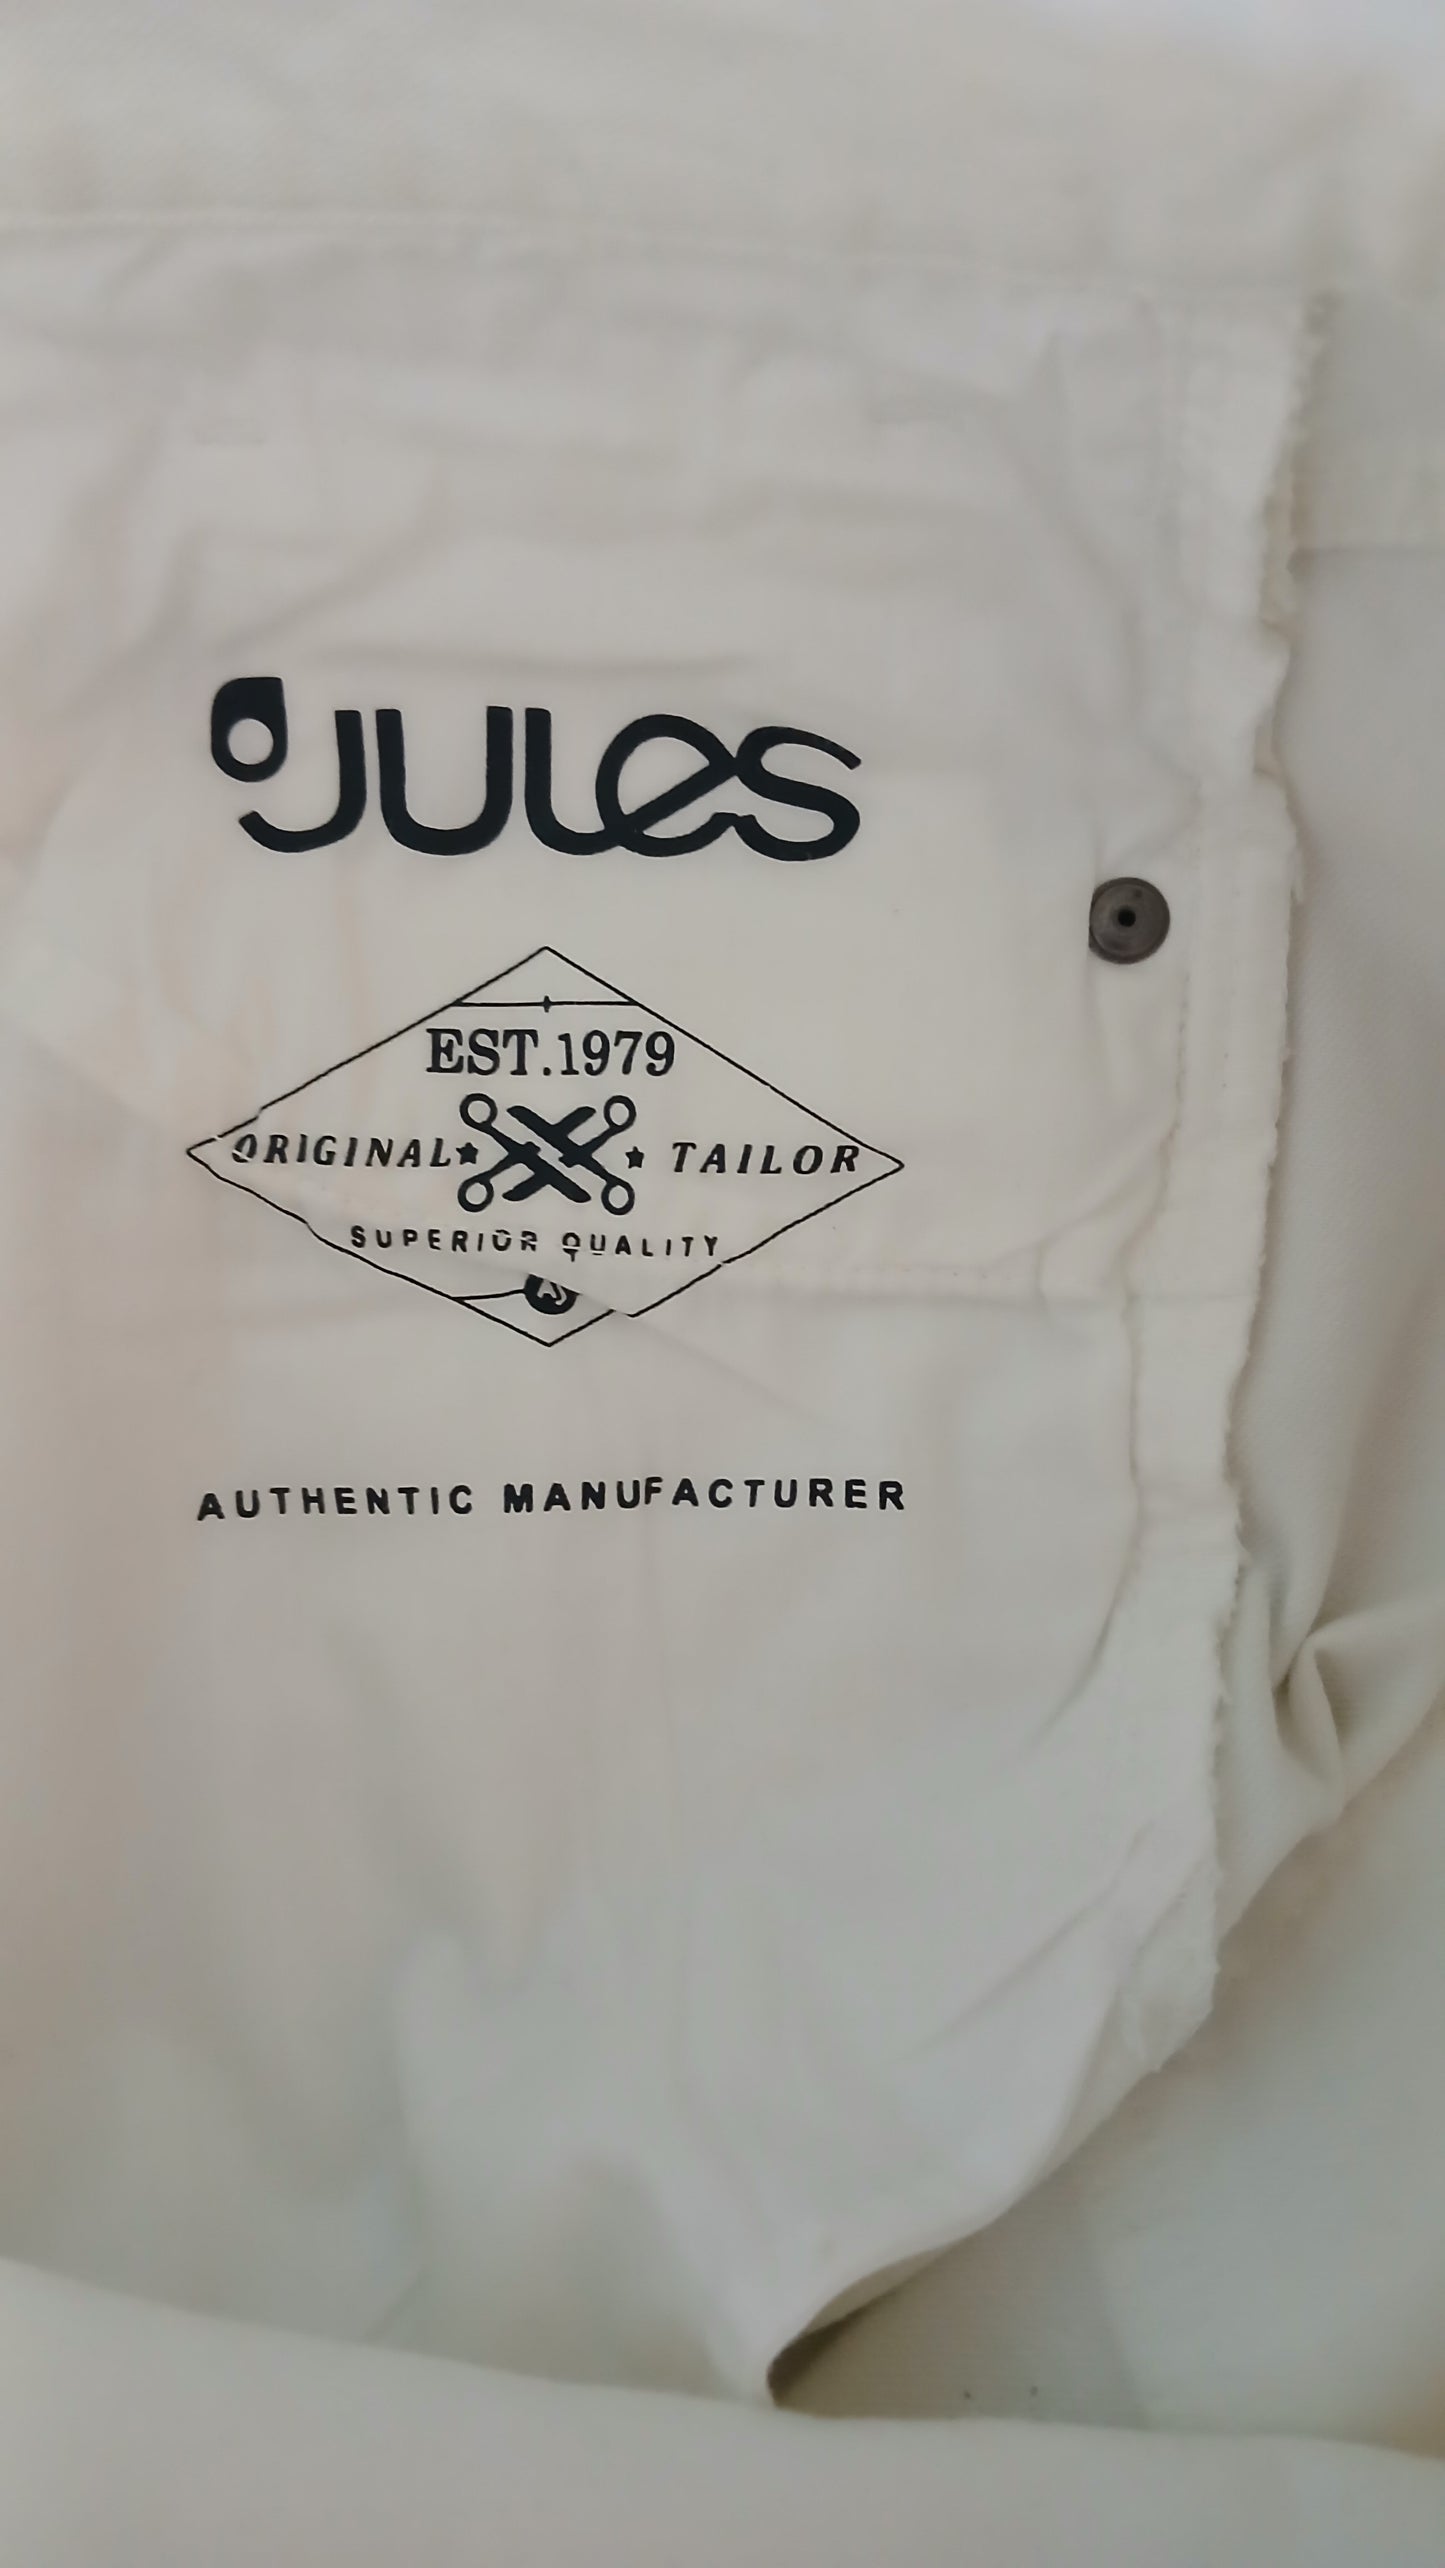 JULES
EST.1979
ORIGINAL TAILOR
SUPERIOR QUALITY
AUTHENTIC MANUFACTURER